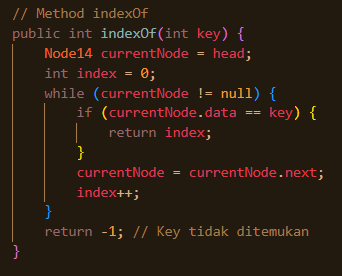 // Method indexOf
public int indexOf(int key) {
    Node14 currentNode = head;
    int index = 0;
    while (currentNode != null) {
        if (currentNode.data == key) {
            return index;
        }
        currentNode = currentNode.next;
        index++;
    }
    return -1; // Key tidak ditemukan
}